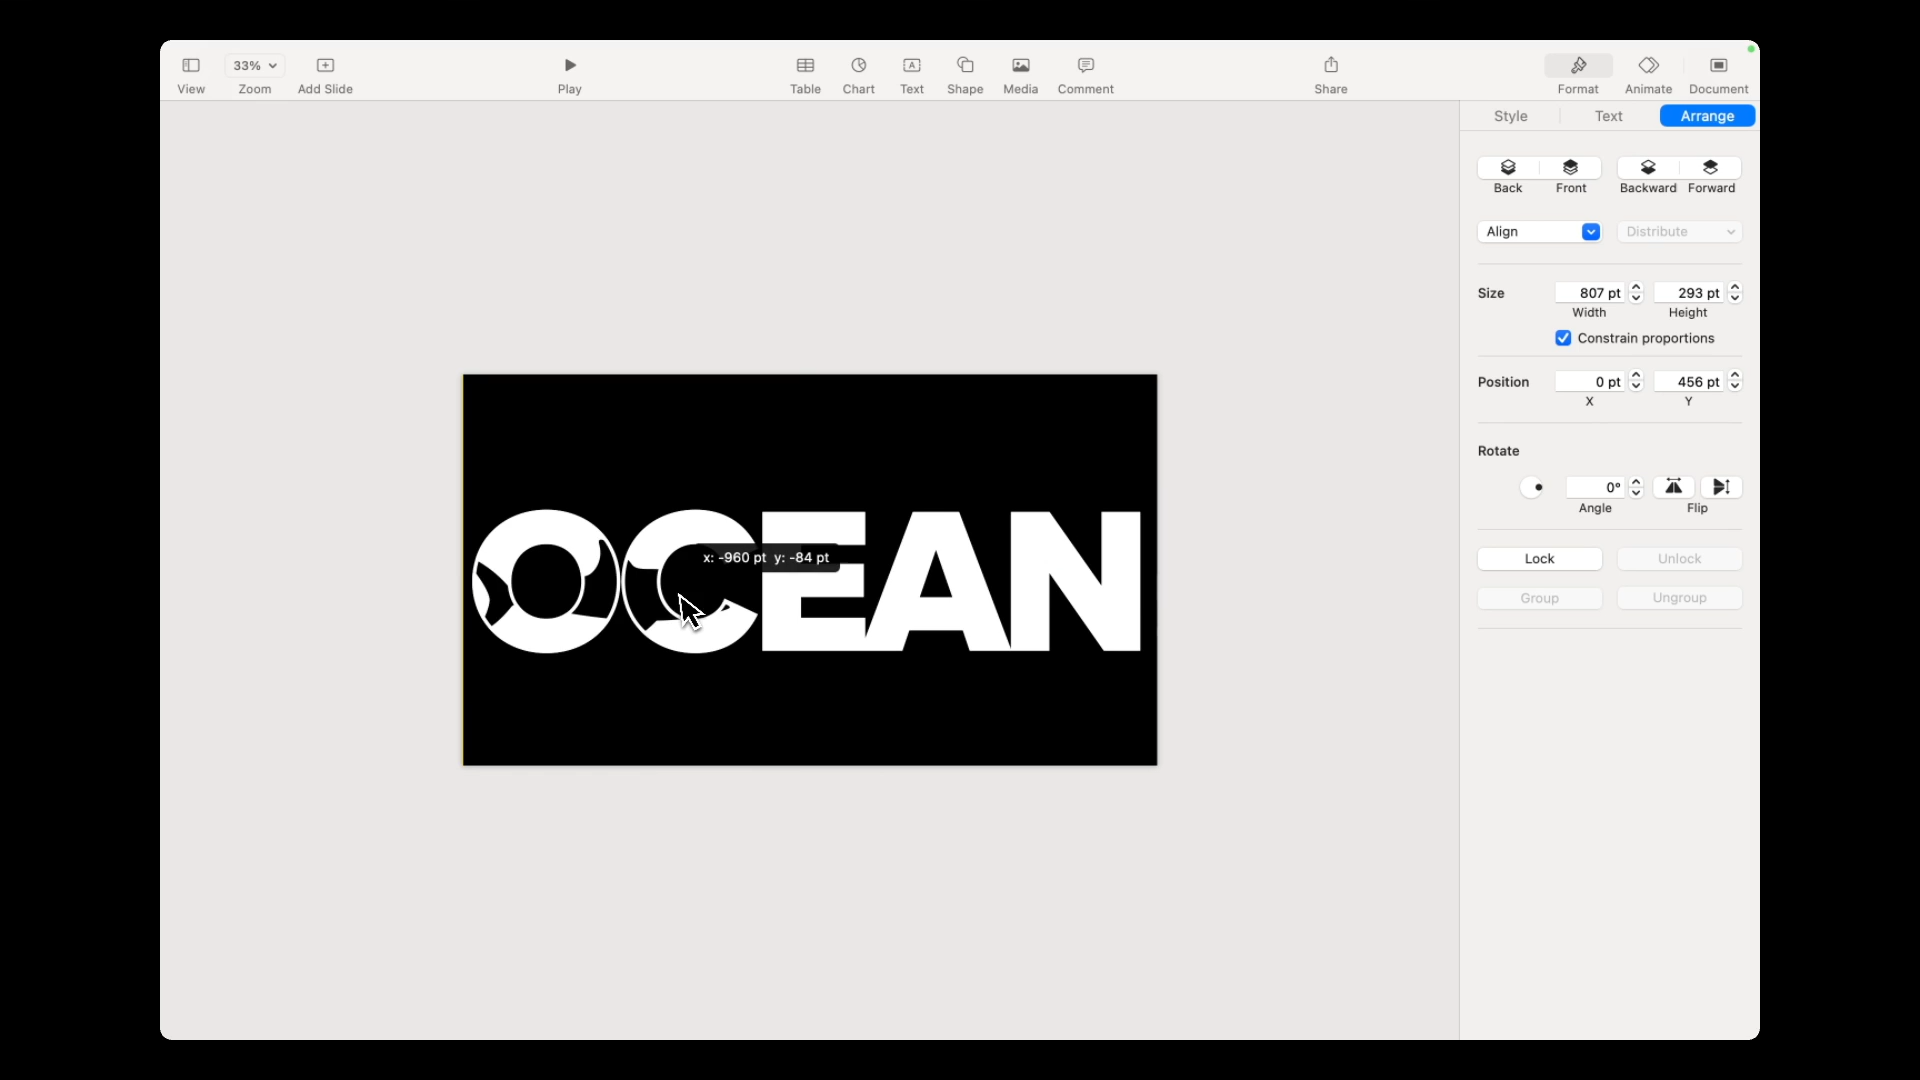 33%
View Zoom Add Slide Play Table Chart Text Shape Media Comment Share Format Animate Document
Style Text Arrange
Back Front Backward Forward
Align Distribute
Size 807 pt 293 pt
Width Height
Constrain proportions
Position 0 pt 456 pt
X Y
Rotate
0°
Angle Flip
Lock Unlock
Group Ungroup
OCEAN
x: -960 pt y: -84 pt